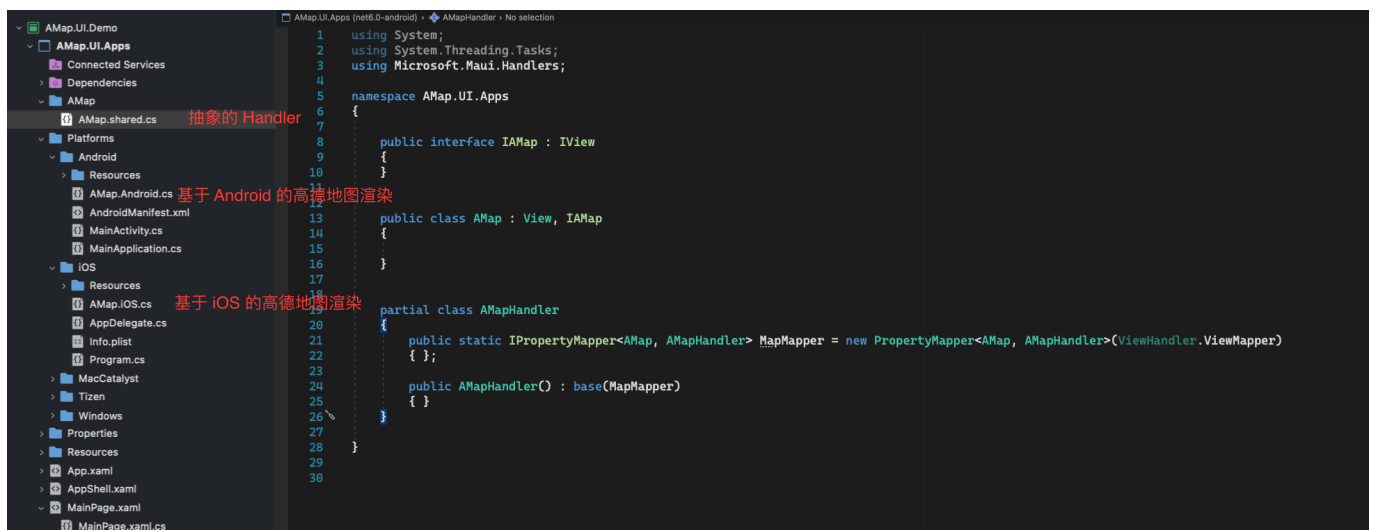 AMap.UI.Demo
AMap.UI.Apps
Connected Services
Dependencies
AMap
AMap.shared.cs 抽象的 Handler
Platforms
Android
Resources
AMap.Android.cs 基于 Android 的高德地图渲染
AndroidManifest.xml
MainActivity.cs
MainApplication.cs
iOS
Resources
AMap.iOS.cs 基于 iOS 的高德地图渲染
AppDelegate.cs
Info.plist
Program.cs
MacCatalyst
Tizen
Windows
Properties
Resources
App.xaml
AppShell.xaml
MainPage.xaml
MainPage.xaml.cs
AMap.UI.Apps (net6.0-android) › AMapHandler › No selection
1 using System;
2 using System.Threading.Tasks;
3 using Microsoft.Maui.Handlers;
4
5 namespace AMap.UI.Apps
6 {
7
8 public interface IAMap : IView
9 {
10 }
11
12
13 public class AMap : View, IAMap
14 {
15
16 }
17
18
19 partial class AMapHandler
20 {
21 public static IPropertyMapper<AMap, AMapHandler> MapMapper = new PropertyMapper<AMap, AMapHandler>(ViewHandler.ViewMapper)
22 { };
23
24 public AMapHandler() : base(MapMapper)
25 { }
26 }
27
28 }
29
30